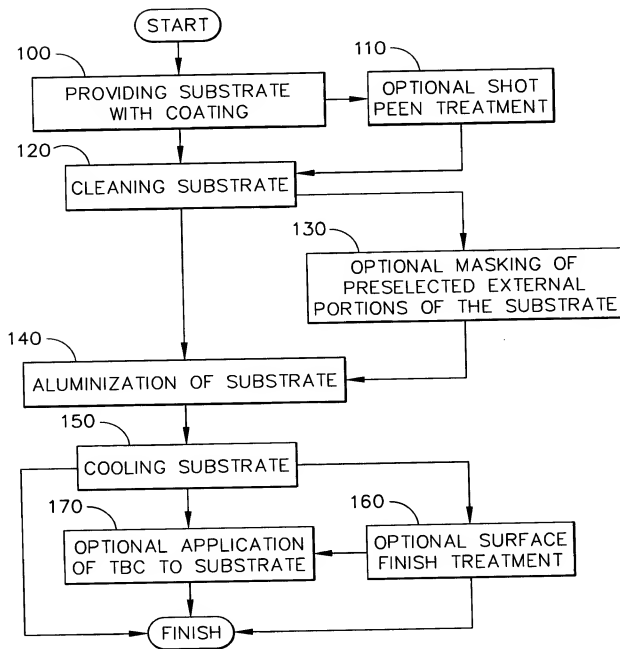 START
100
PROVIDING SUBSTRATE
WITH COATING
110
OPTIONAL SHOT
PEEN TREATMENT
120
CLEANING SUBSTRATE
130
OPTIONAL MASKING OF
PRESELECTED EXTERNAL
PORTIONS OF THE SUBSTRATE
140
ALUMINIZATION OF SUBSTRATE
150
COOLING SUBSTRATE
170
OPTIONAL APPLICATION
OF TBC TO SUBSTRATE
160
OPTIONAL SURFACE
FINISH TREATMENT
FINISH